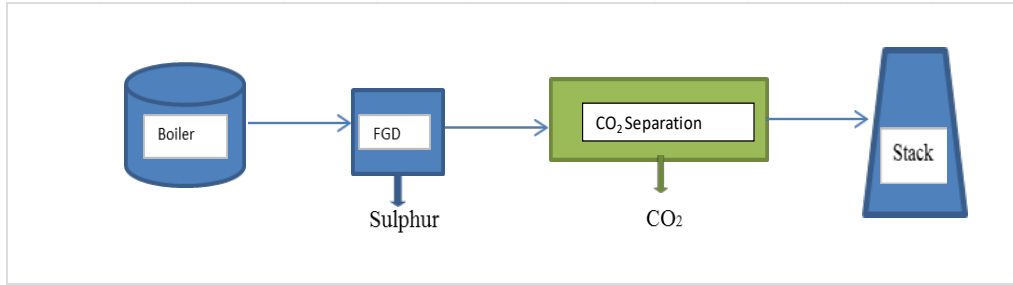 Boiler
FGD
CO₂ Separation
Stack
Sulphur
CO₂